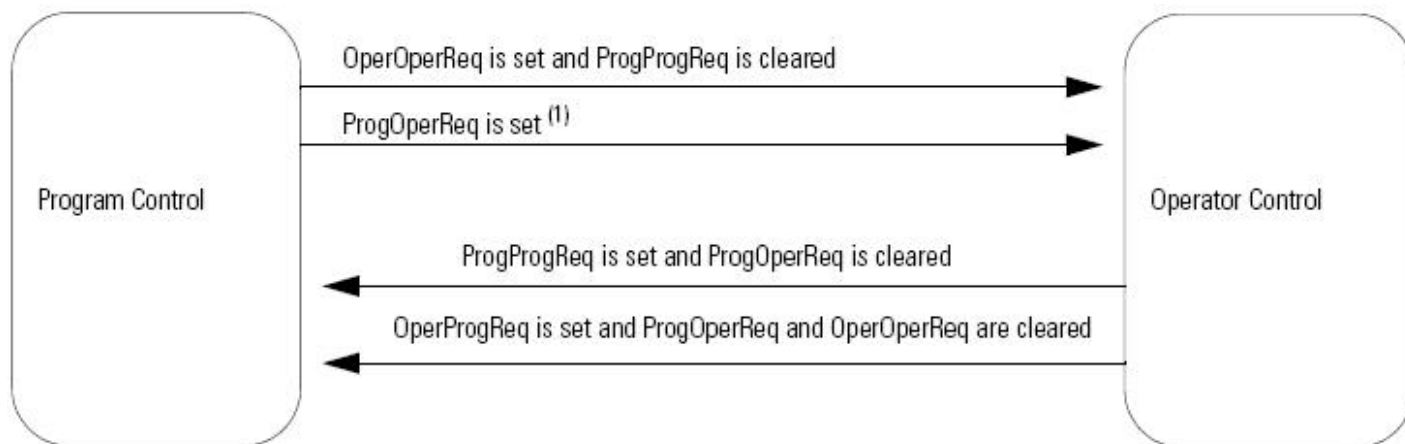 OperOperReq is set and ProgProgReq is cleared
ProgOperReq is set (1)
Program Control
Operator Control
ProgProgReq is set and ProgOperReq is cleared
OperProgReq is set and ProgOperReq and OperOperReq are cleared